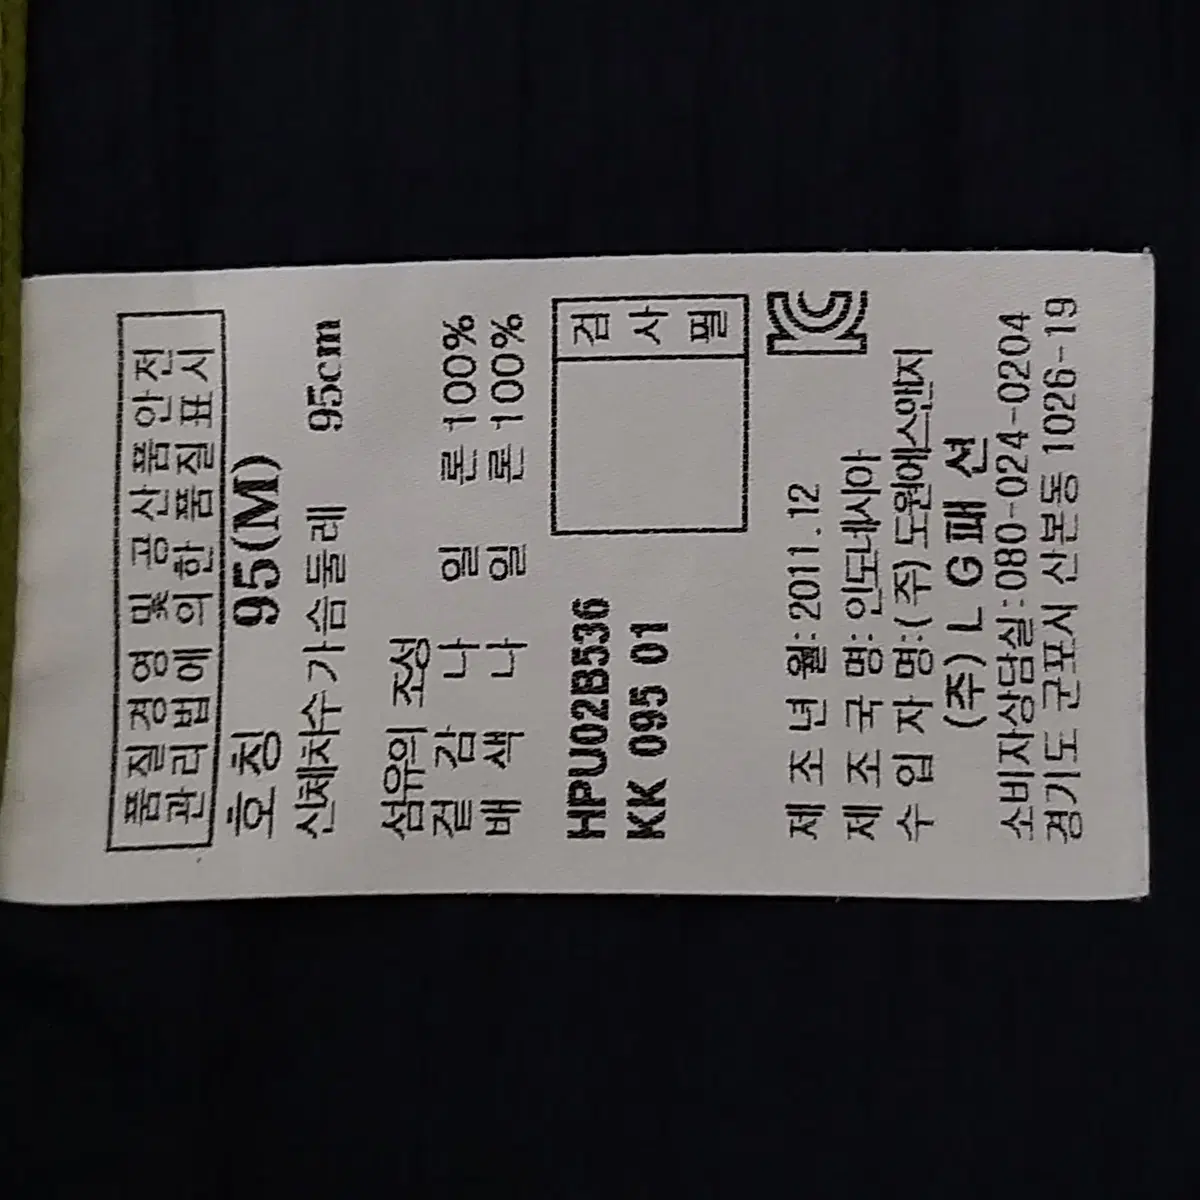 품질경영 및 공산품안전
관리법에 의한 품질표시
호칭 95(M)
신체치수 가슴둘레 95cm
섬유의 조성
겉감 나일론 100%
배색 나일론 100%
검사필
HPU02B536
KK 095 01
KC
제조년월: 2011.12
제조국명: 인도네시아
수입자명: (주)도원에스앤지
(주) L G 패션
소비자상담실: 080-024-0204
경기도 군포시 산본동 1026-19